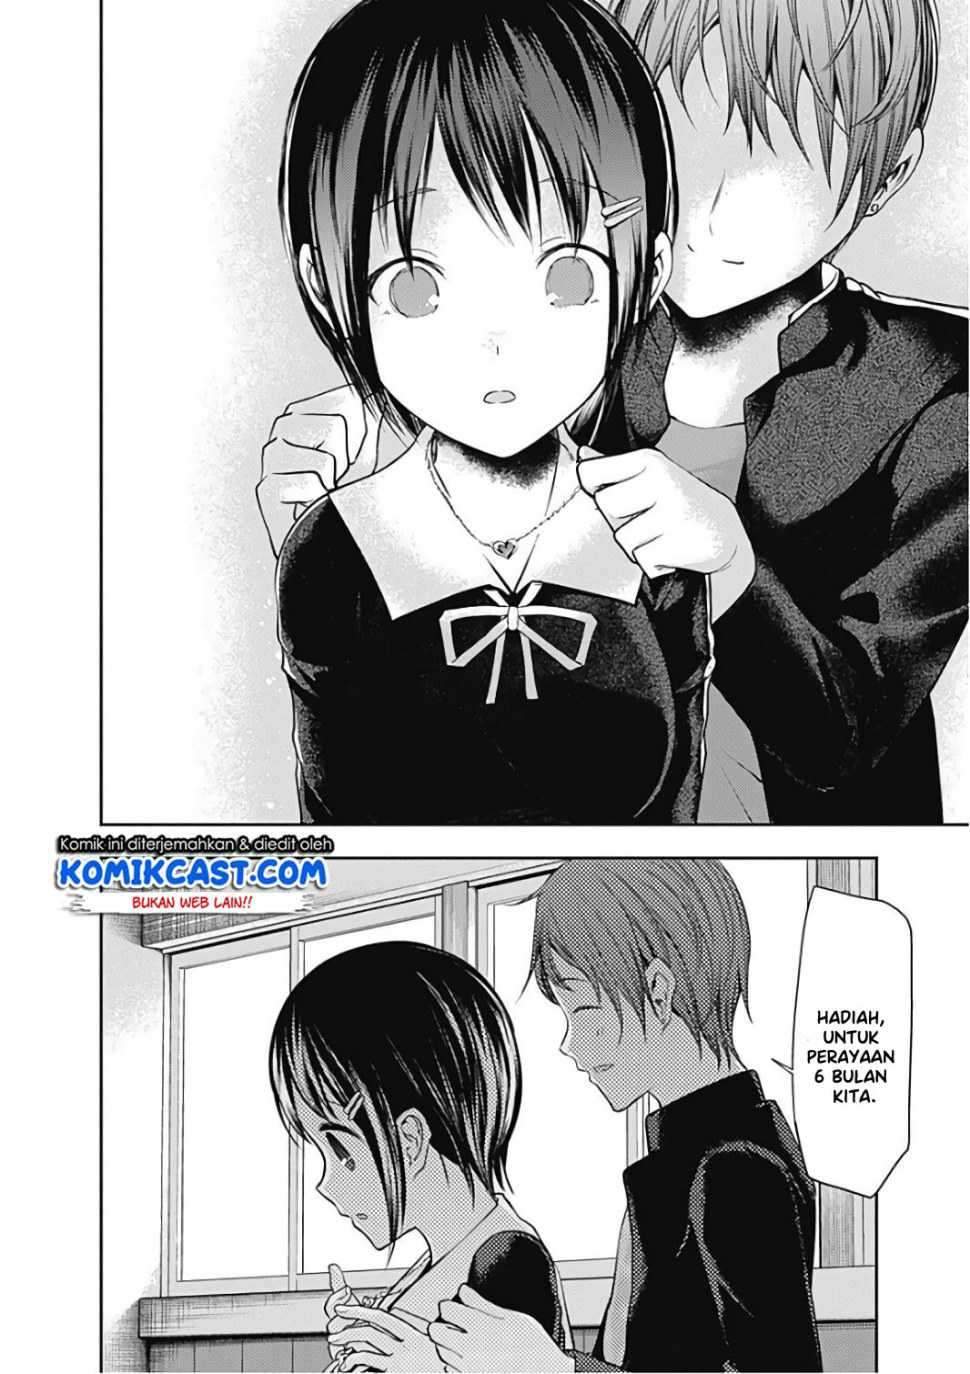 Komik ini diterjemahkan & diedit oleh
KOMIKCAST.COM
BUKAN WEB LAIN!!
HADIAH,
UNTUK
PERAYAAN
6 BULAN
KITA.